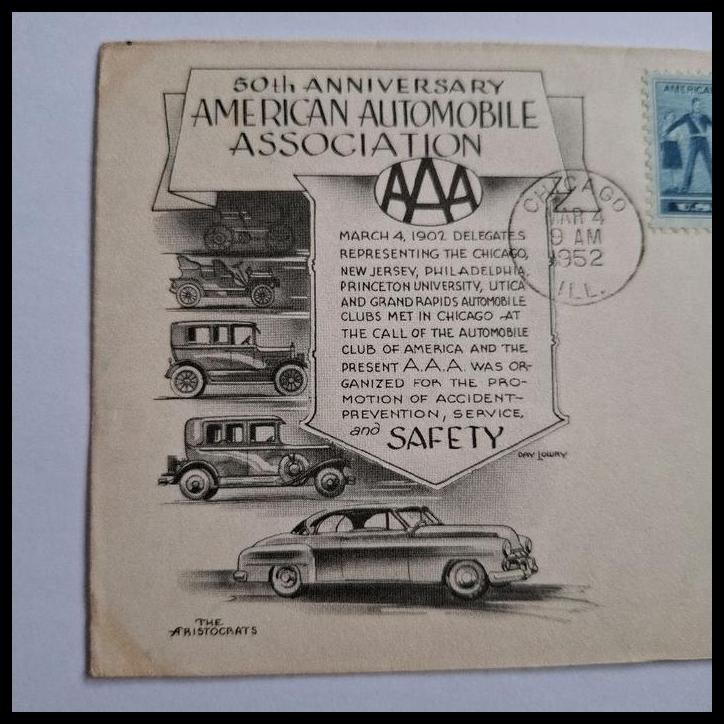 50th ANNIVERSARY
AMERICAN AUTOMOBILE
ASSOCIATION
AAA
MARCH 4, 1902 DELEGATES
REPRESENTING THE CHICAGO,
NEW JERSEY, PHILADELPHIA,
PRINCETON UNIVERSITY, UTICA
AND GRAND RAPIDS AUTOMOBILE
CLUBS MET IN CHICAGO AT
THE CALL OF THE AUTOMOBILE
CLUB OF AMERICA AND THE
PRESENT A.A.A. WAS OR-
GANIZED FOR THE PRO-
MOTION OF ACCIDENT-
PREVENTION, SERVICE,
and SAFETY
DAY LOWRY
THE
ARISTOCRATS
CHICAGO
MAR 4
9 AM
1952
ILL.